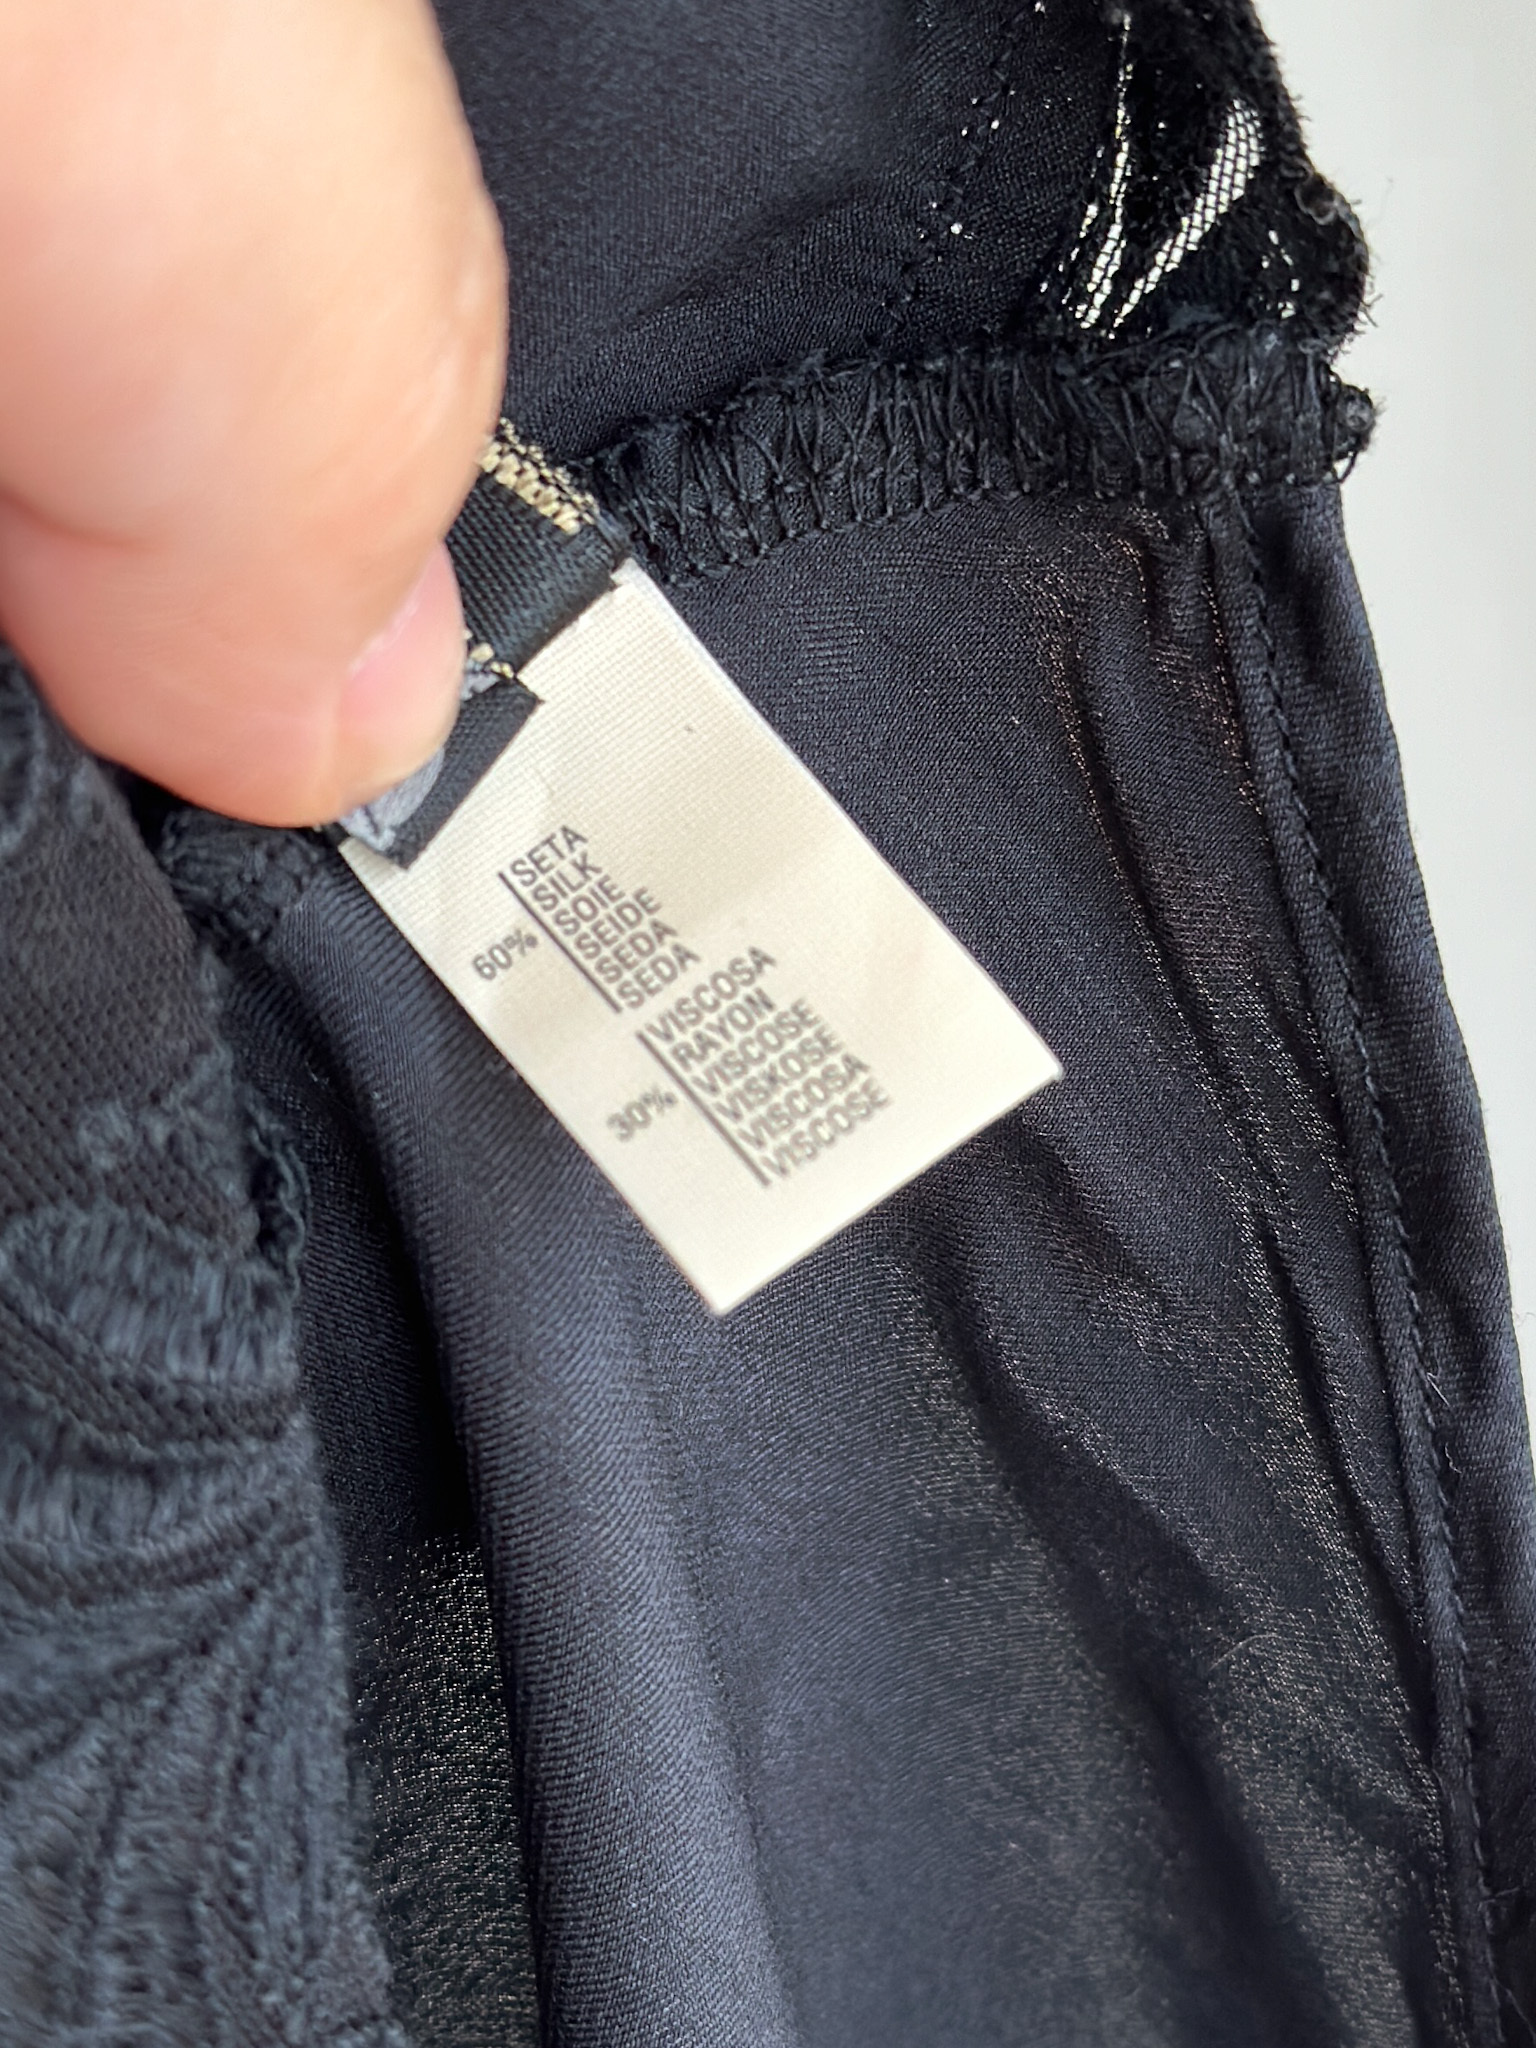 60%
SETA
SILK
SOIE
SEIDE
SEDA
SEDA
30%
VISCOSA
RAYON
VISCOSE
VISKOSE
VISCOSA
VISCOSE